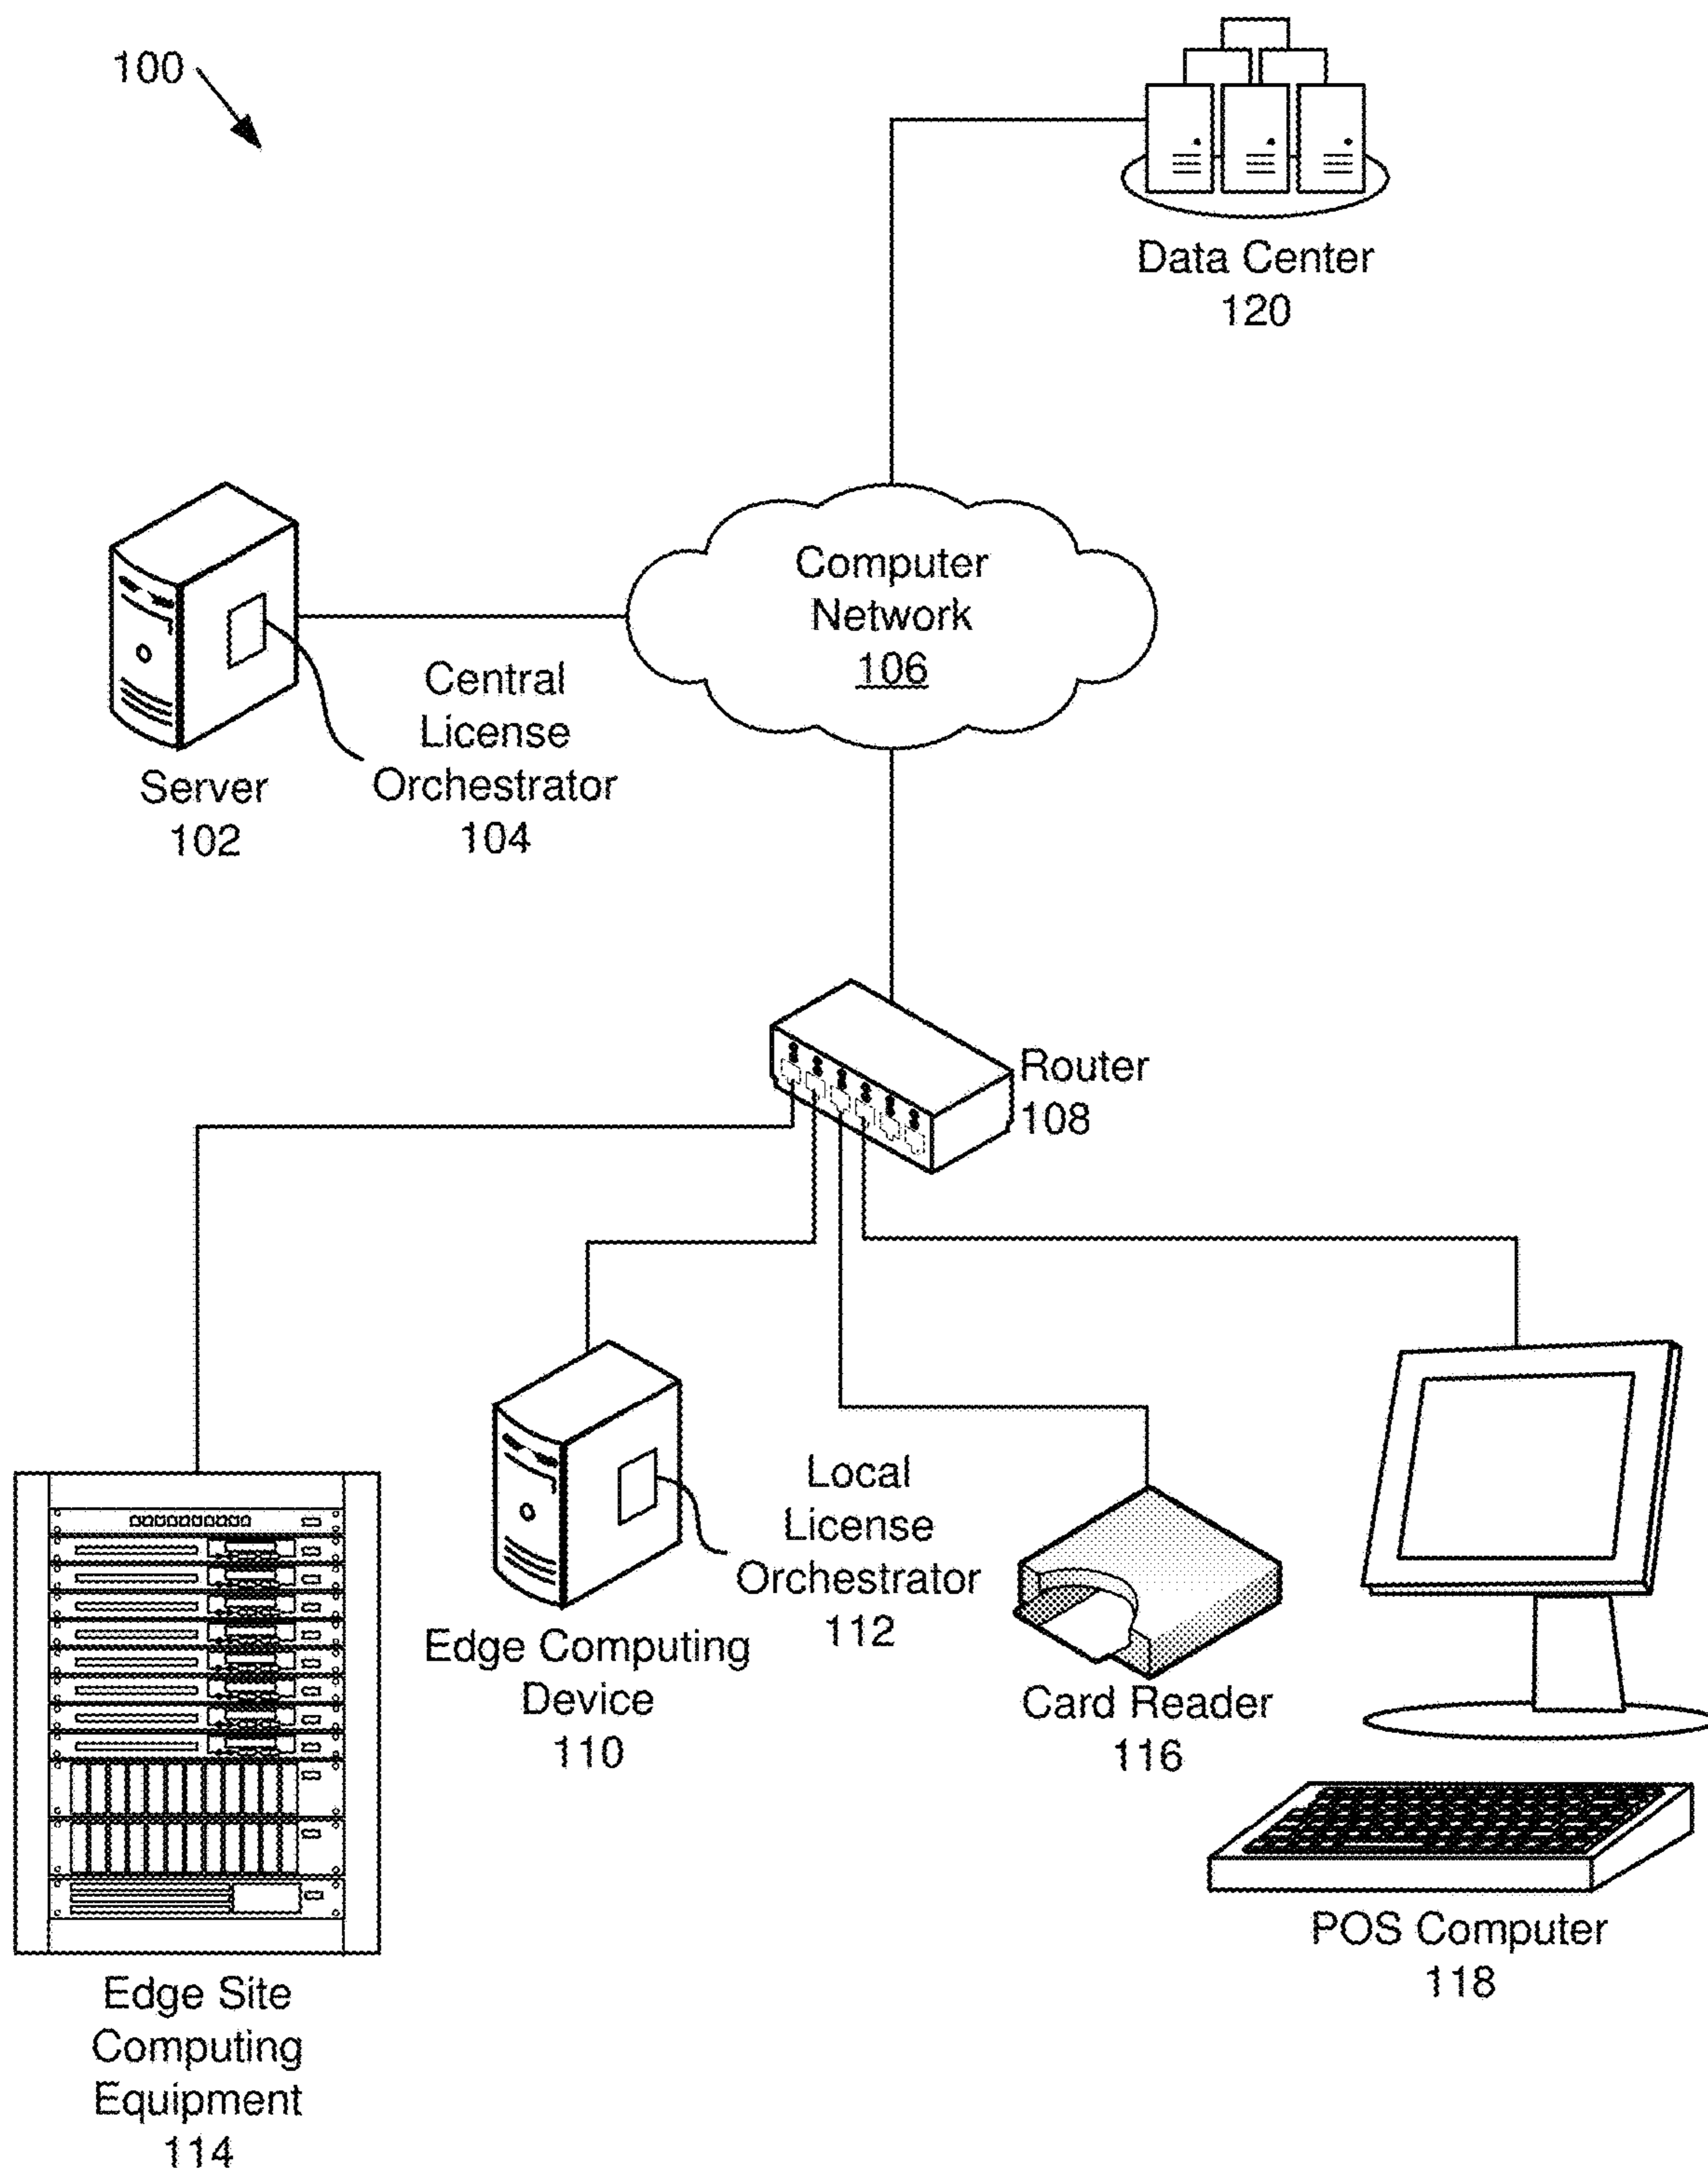 100
Data Center
120
Computer
Network
106
Central
License
Orchestrator
104
Server
102
Router
108
Local
License
Orchestrator
112
Edge Computing
Device
110
Card Reader
116
POS Computer
118
Edge Site
Computing
Equipment
114